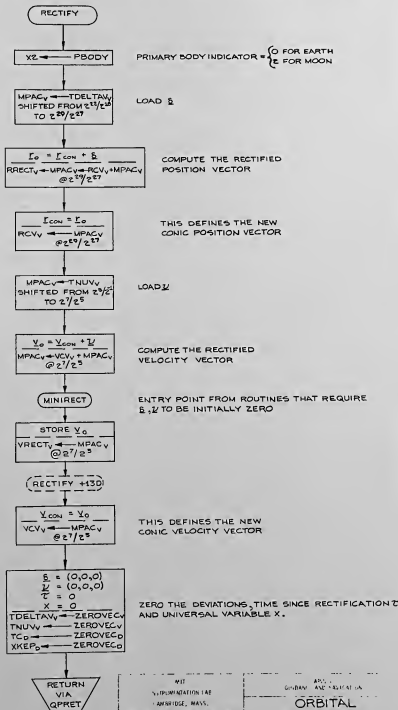 RECTIFY
X2 ← PBODY
PRIMARY BODY INDICATOR = { 0 FOR EARTH
2 FOR MOON
MPACv ← TDELTAVv
SHIFTED FROM 2²²/2¹⁸
TO 2²⁹/2²⁷
LOAD δ
r₀ = r_CON + δ
RRECTv ← MPACv ← RCVv + MPACv
@ 2²⁹/2²⁷
COMPUTE THE RECTIFIED
POSITION VECTOR
r_CON = r₀
RCVv ← MPACv
@ 2²⁹/2²⁷
THIS DEFINES THE NEW
CONIC POSITION VECTOR
MPACv ← TNUVv
SHIFTED FROM
TO 2⁷/2⁵
LOAD ν
v₀ = v_CON + ν
MPACv ← VCVv + MPACv
@ 2⁷/2⁵
COMPUTE THE RECTIFIED
VELOCITY VECTOR
MINIRECT
ENTRY POINT FROM ROUTINES THAT REQUIRE
δ, ν TO BE INITIALLY ZERO
STORE v₀
VRECTv ← MPACv
@ 2⁷/2⁵
RECTIFY +13D
v_CON = v₀
VCVv ← MPACv
@ 2⁷/2⁵
THIS DEFINES THE NEW
CONIC VELOCITY VECTOR
δ = (0,0,0)
ν = (0,0,0)
τ = 0
X = 0
TDELTAVv ← ZEROVECv
TNUVv ← ZEROVECv
TC_D ← ZEROVEC_D
XKEP_D ← ZEROVEC_D
ZERO THE DEVIATIONS, TIME SINCE RECTIFICATION τ
AND UNIVERSAL VARIABLE X.
RETURN
VIA
QPRET
MIT
INSTRUMENTATION LAB
CAMBRIDGE, MASS.
GUIDANCE AND NAVIGATION
ORBITAL